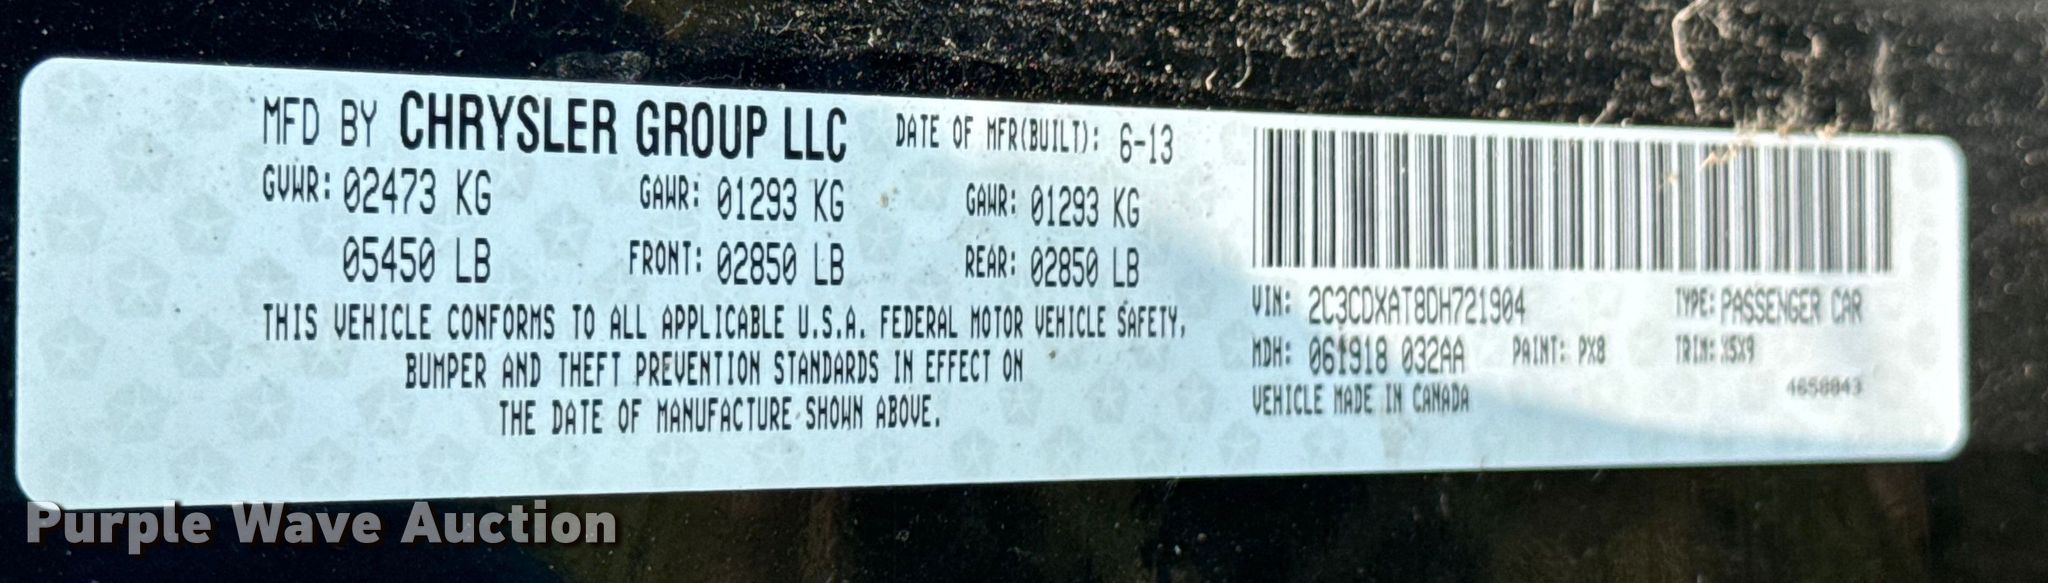 MFD BY CHRYSLER GROUP LLC DATE OF MFR(BUILT): 6-13
GVWR: 02473 KG GAWR: 01293 KG GAWR: 01293 KG
05450 LB FRONT: 02850 LB REAR: 02850 LB
THIS VEHICLE CONFORMS TO ALL APPLICABLE U.S.A. FEDERAL MOTOR VEHICLE SAFETY,
BUMPER AND THEFT PREVENTION STANDARDS IN EFFECT ON
THE DATE OF MANUFACTURE SHOWN ABOVE.
VIN: 2C3CDXAT8DH721904 TYPE: PASSENGER CAR
MDH: 061918 032AA PAINT: PX8 TRIM: X5X9
VEHICLE MADE IN CANADA 4658843
Purple Wave Auction